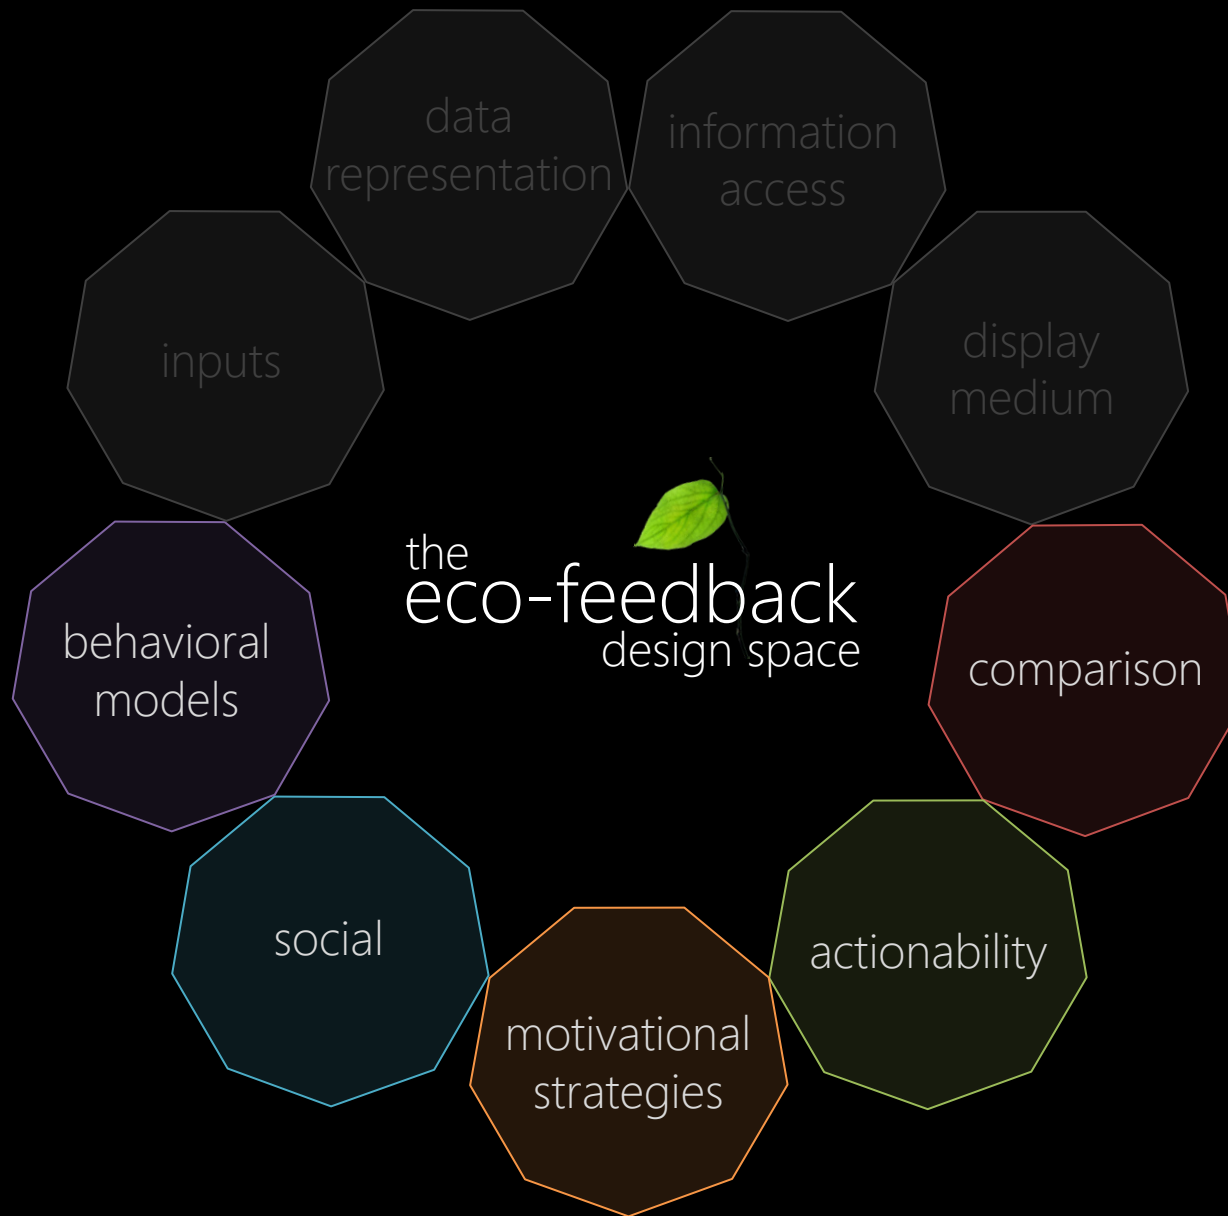 data
representation
information
access
inputs
display
medium
the
eco-feedback
design space
behavioral
models
comparison
social
actionability
motivational
strategies